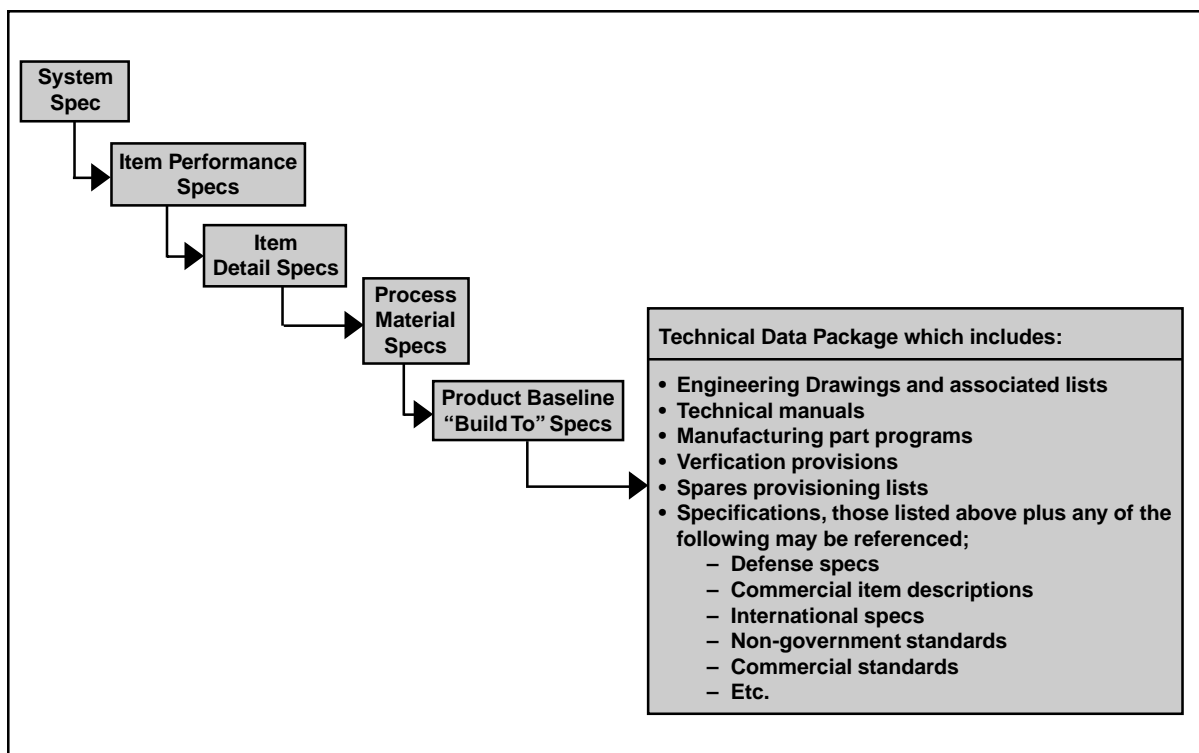 System
Spec
Item Performance
Specs
Item
Detail Specs
Process
Material
Specs
Product Baseline
“Build To” Specs
Technical Data Package which includes:
• Engineering Drawings and associated lists
• Technical manuals
• Manufacturing part programs
• Verfication provisions
• Spares provisioning lists
• Specifications, those listed above plus any of the
following may be referenced;
– Defense specs
– Commercial item descriptions
– International specs
– Non-government standards
– Commercial standards
– Etc.